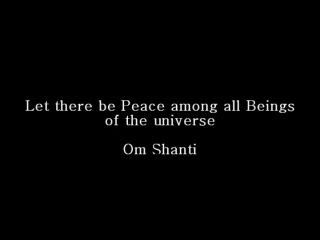 Let there be Peace among all Beings
of the universe
Om Shanti